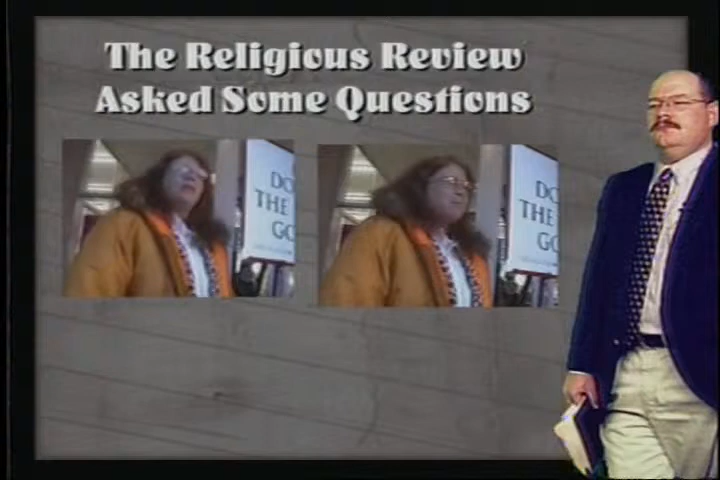 The Religious Review
Asked Some Questions
DO
THE
GO
DO
THE
GO